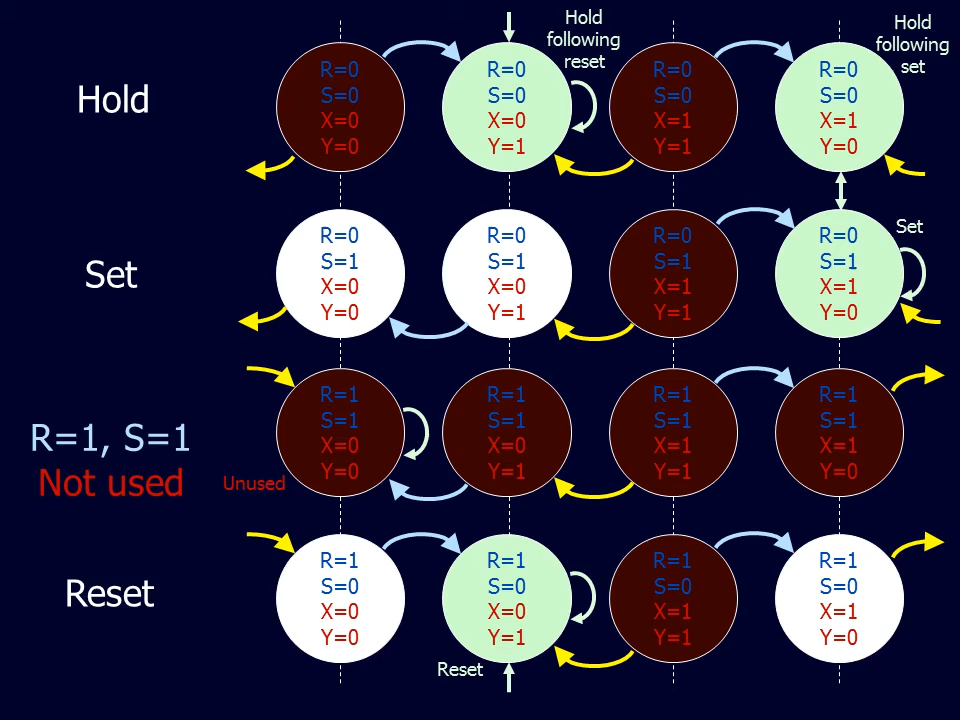 Hold
following
reset
Hold
following
set
Hold
R=0
S=0
X=0
Y=0
R=0
S=0
X=0
Y=1
R=0
S=0
X=1
Y=1
R=0
S=0
X=1
Y=0
Set
Set
R=0
S=1
X=0
Y=0
R=0
S=1
X=0
Y=1
R=0
S=1
X=1
Y=1
R=0
S=1
X=1
Y=0
R=1, S=1
Not used
Unused
R=1
S=1
X=0
Y=0
R=1
S=1
X=0
Y=1
R=1
S=1
X=1
Y=1
R=1
S=1
X=1
Y=0
Reset
R=1
S=0
X=0
Y=0
R=1
S=0
X=0
Y=1
R=1
S=0
X=1
Y=1
R=1
S=0
X=1
Y=0
Reset